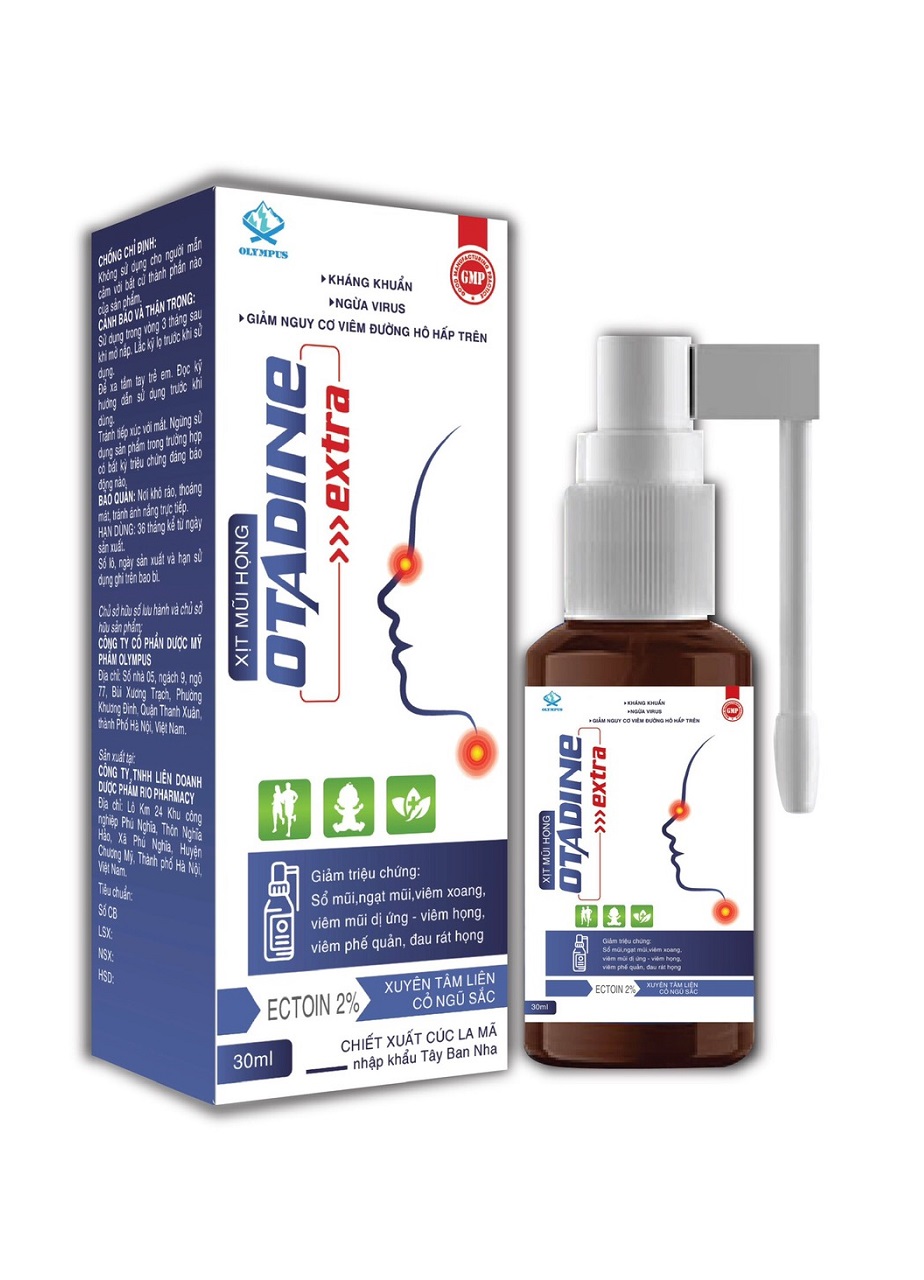 CHỐNG CHỈ ĐỊNH:
Không sử dụng cho người mẫn
cảm với bất cứ thành phần nào
của sản phẩm.
CẢNH BÁO VÀ THẬN TRỌNG:
Sử dụng trong vòng 3 tháng sau
khi mở nắp. Lắc kỹ lọ trước khi sử
dụng.
Để xa tầm tay trẻ em. Đọc kỹ
hướng dẫn sử dụng trước khi
dùng.
Tránh tiếp xúc với mắt. Ngừng sử
dụng sản phẩm trong trường hợp
có bất kỳ triệu chứng đáng báo
động nào.
BẢO QUẢN: Nơi khô ráo, thoáng
mát, tránh ánh nắng trực tiếp.
HẠN DÙNG: 36 tháng kể từ ngày
sản xuất.
Số lô, ngày sản xuất và hạn sử
dụng ghi trên bao bì.
Chủ sở hữu số lưu hành và chủ sở
hữu sản phẩm:
CÔNG TY CỔ PHẦN DƯỢC MỸ
PHẨM OLYMPUS
Địa chỉ: Số nhà 05, ngách 9, ngõ
77, Bùi Xương Trạch, Phường
Khương Đình, Quận Thanh Xuân,
thành Phố Hà Nội, Việt Nam.
Sản xuất tại:
CÔNG TY TNHH LIÊN DOANH
DƯỢC PHẨM RIO PHARMACY
Địa chỉ: Lô Km 24 Khu công
nghiệp Phú Nghĩa, Thôn Nghĩa
Hảo, Xã Phú Nghĩa, Huyện
Chương Mỹ, Thành phố Hà Nội,
Việt Nam.
Tiêu chuẩn:
Số CB
LSX:
NSX:
HSD:
OLYMPUS
GOOD MANUFACTURING PRACTICE
GMP
KHÁNG KHUẨN
NGỪA VIRUS
GIẢM NGUY CƠ VIÊM ĐƯỜNG HÔ HẤP TRÊN
XỊT MŨI HỌNG
OTADINE
>>>extra
Giảm triệu chứng:
Sổ mũi,ngạt mũi,viêm xoang,
viêm mũi dị ứng - viêm họng,
viêm phế quản, đau rát họng
ECTOIN 2%
XUYÊN TÂM LIÊN
CỎ NGŨ SẮC
30ml
CHIẾT XUẤT CÚC LA MÃ
nhập khẩu Tây Ban Nha
OLYMPUS
GMP
KHÁNG KHUẨN
NGỪA VIRUS
GIẢM NGUY CƠ VIÊM ĐƯỜNG HÔ HẤP TRÊN
XỊT MŨI HỌNG
OTADINE
>>>>extra
Giảm triệu chứng:
Sổ mũi,ngạt mũi,viêm xoang,
viêm mũi dị ứng - viêm họng,
viêm phế quản, đau rát họng
ECTOIN 2%
XUYÊN TÂM LIÊN
CỎ NGŨ SẮC
30ml